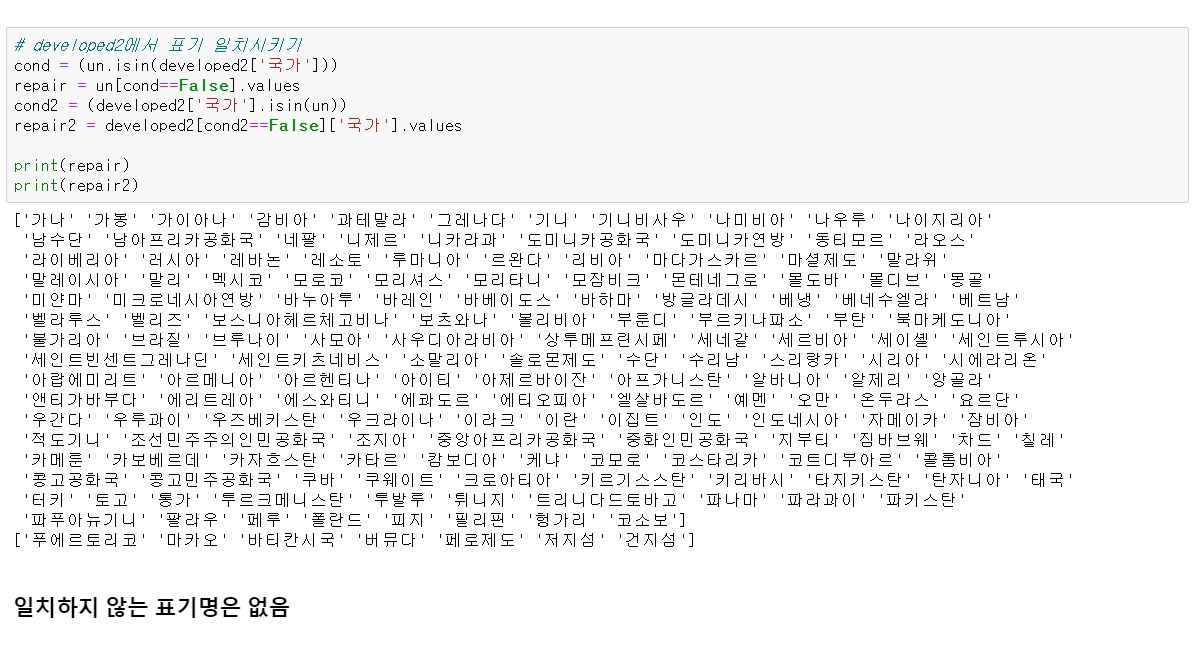 # developed2에서 표기 일치시키기
cond = (un.isin(developed2['국가']))
repair = un[cond==False].values
cond2 = (developed2['국가'].isin(un))
repair2 = developed2[cond2==False]['국가'].values
print(repair)
print(repair2)
['가나' '가봉' '가이아나' '감비아' '과테말라' '그레나다' '기니' '기니비사우' '나미비아' '나우루' '나이지리아'
'남수단' '남아프리카공화국' '네팔' '니제르' '니카라과' '도미니카공화국' '도미니카연방' '동티모르' '라오스'
'라이베리아' '러시아' '레바논' '레소토' '루마니아' '르완다' '리비아' '마다가스카르' '마셜제도' '말라위'
'말레이시아' '말리' '멕시코' '모로코' '모리셔스' '모리타니' '모잠비크' '몬테네그로' '몰도바' '몰디브' '몽골'
'미얀마' '미크로네시아연방' '바누아투' '바레인' '바베이도스' '바하마' '방글라데시' '베냉' '베네수엘라' '베트남'
'벨라루스' '벨리즈' '보스니아헤르체고비나' '보츠와나' '볼리비아' '부룬디' '부르키나파소' '부탄' '북마케도니아'
'불가리아' '브라질' '브루나이' '사모아' '사우디아라비아' '상투메프린시페' '세네갈' '세르비아' '세이셸' '세인트루시아'
'세인트빈센트그레나딘' '세인트키츠네비스' '소말리아' '솔로몬제도' '수단' '수리남' '스리랑카' '시리아' '시에라리온'
'아랍에미리트' '아르메니아' '아르헨티나' '아이티' '아제르바이잔' '아프가니스탄' '알바니아' '알제리' '앙골라'
'앤티가바부다' '에리트레아' '에스와티니' '에콰도르' '에티오피아' '엘살바도르' '예멘' '오만' '온두라스' '요르단'
'우간다' '우루과이' '우즈베키스탄' '우크라이나' '이라크' '이란' '이집트' '인도' '인도네시아' '자메이카' '잠비아'
'적도기니' '조선민주주의인민공화국' '조지아' '중앙아프리카공화국' '중화인민공화국' '지부티' '짐바브웨' '차드' '칠레'
'카메룬' '카보베르데' '카자흐스탄' '카타르' '캄보디아' '케냐' '코모로' '코스타리카' '코트디부아르' '콜롬비아'
'콩고공화국' '콩고민주공화국' '쿠바' '쿠웨이트' '크로아티아' '키르기스스탄' '키리바시' '타지키스탄' '탄자니아' '태국'
'터키' '토고' '통가' '투르크메니스탄' '투발루' '튀니지' '트리니다드토바고' '파나마' '파라과이' '파키스탄'
'파푸아뉴기니' '팔라우' '페루' '폴란드' '피지' '필리핀' '헝가리' '코소보']
['푸에르토리코' '마카오' '바티칸시국' '버뮤다' '페로제도' '저지섬' '건지섬']
일치하지 않는 표기명은 없음